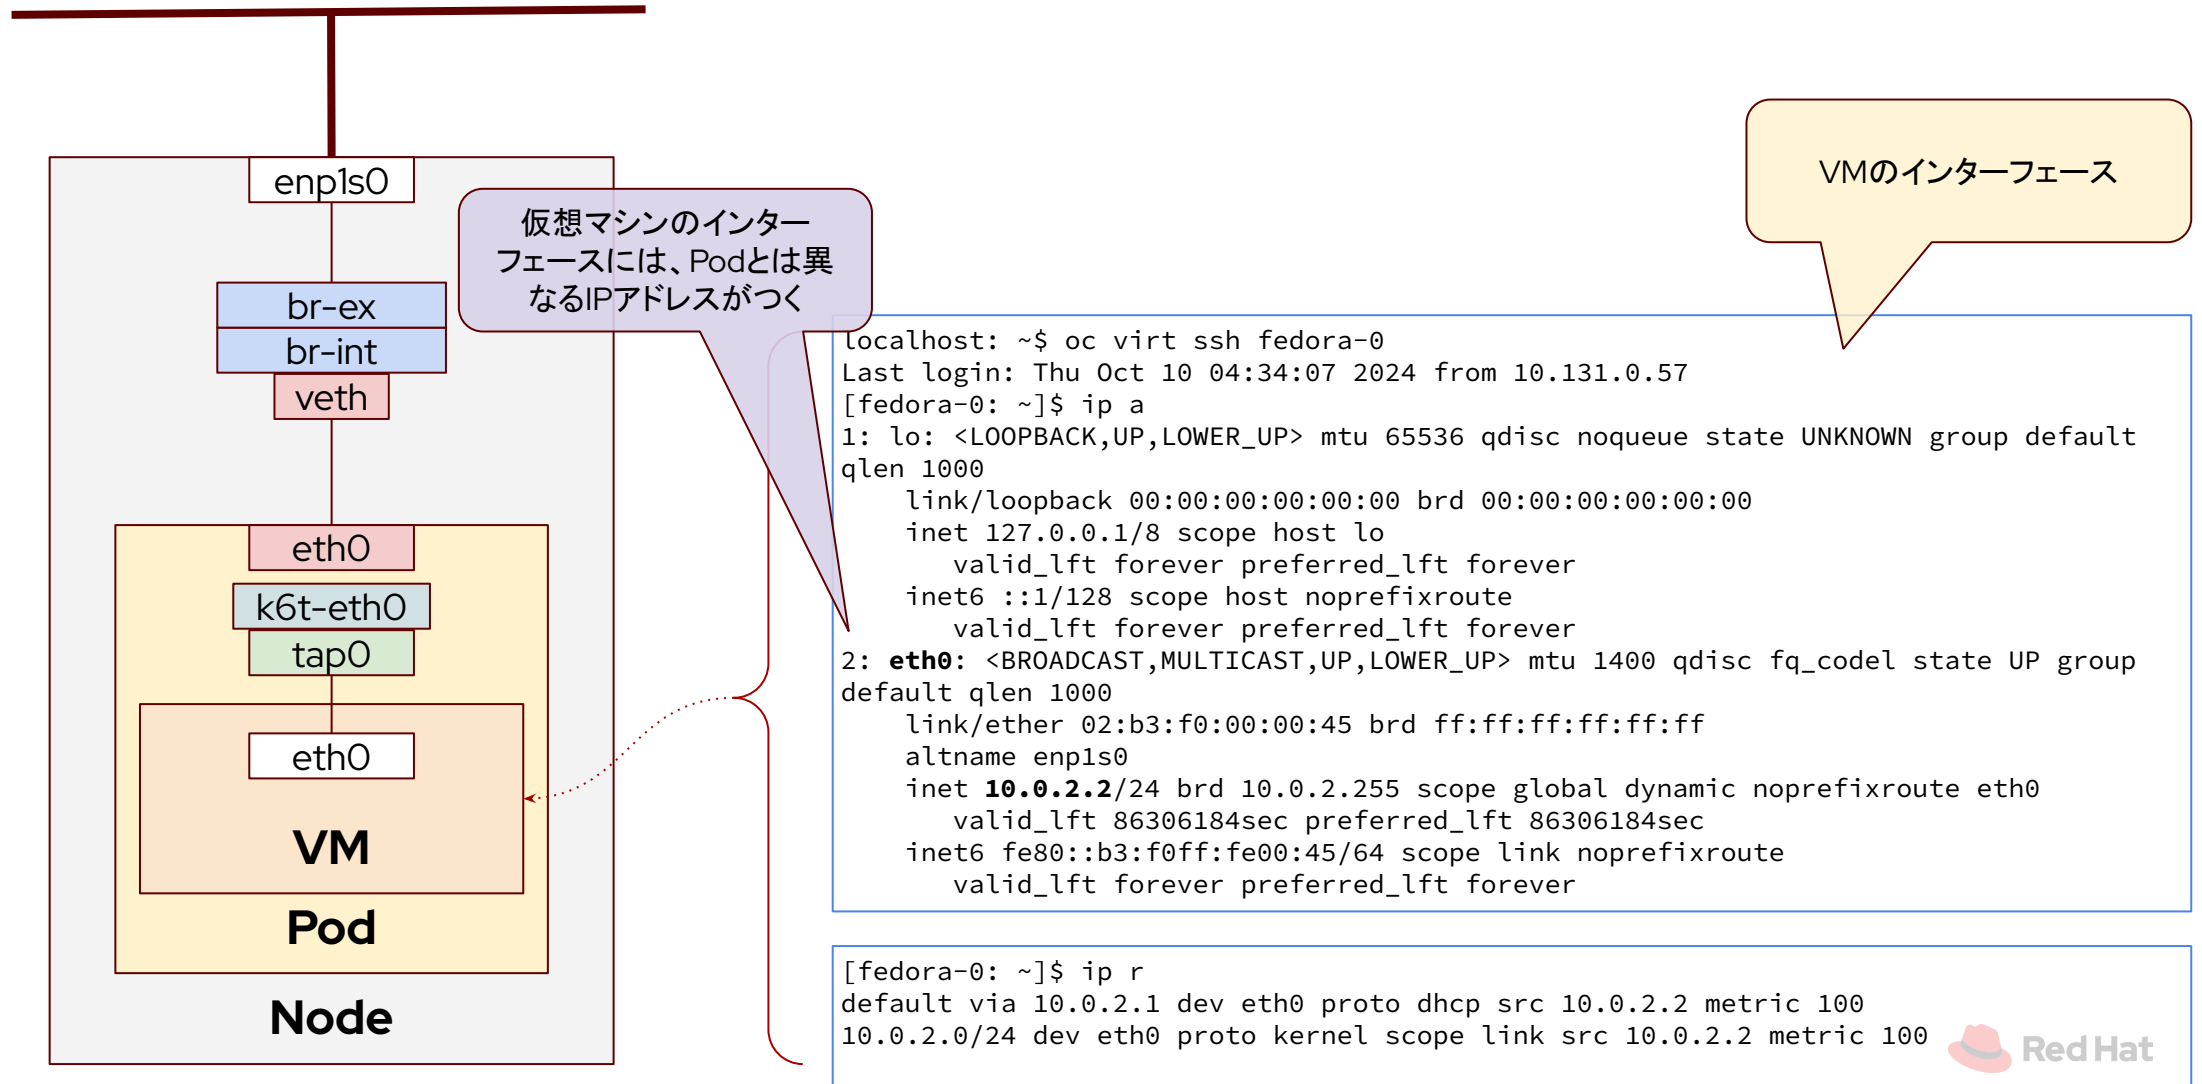 enp1s0
br-ex
br-int
veth
eth0
k6t-eth0
tap0
eth0
VM
Pod
Node
仮想マシンのインター
フェースには、Podとは異
なるIPアドレスがつく
VMのインターフェース
localhost: ~$ oc virt ssh fedora-0
Last login: Thu Oct 10 04:34:07 2024 from 10.131.0.57
[fedora-0: ~]$ ip a
1: lo: <LOOPBACK,UP,LOWER_UP> mtu 65536 qdisc noqueue state UNKNOWN group default
qlen 1000
    link/loopback 00:00:00:00:00:00 brd 00:00:00:00:00:00
    inet 127.0.0.1/8 scope host lo
       valid_lft forever preferred_lft forever
    inet6 ::1/128 scope host noprefixroute
       valid_lft forever preferred_lft forever
2: eth0: <BROADCAST,MULTICAST,UP,LOWER_UP> mtu 1400 qdisc fq_codel state UP group
default qlen 1000
    link/ether 02:b3:f0:00:00:45 brd ff:ff:ff:ff:ff:ff
    altname enp1s0
    inet 10.0.2.2/24 brd 10.0.2.255 scope global dynamic noprefixroute eth0
       valid_lft 86306184sec preferred_lft 86306184sec
    inet6 fe80::b3:f0ff:fe00:45/64 scope link noprefixroute
       valid_lft forever preferred_lft forever
[fedora-0: ~]$ ip r
default via 10.0.2.1 dev eth0 proto dhcp src 10.0.2.2 metric 100
10.0.2.0/24 dev eth0 proto kernel scope link src 10.0.2.2 metric 100
Red Hat